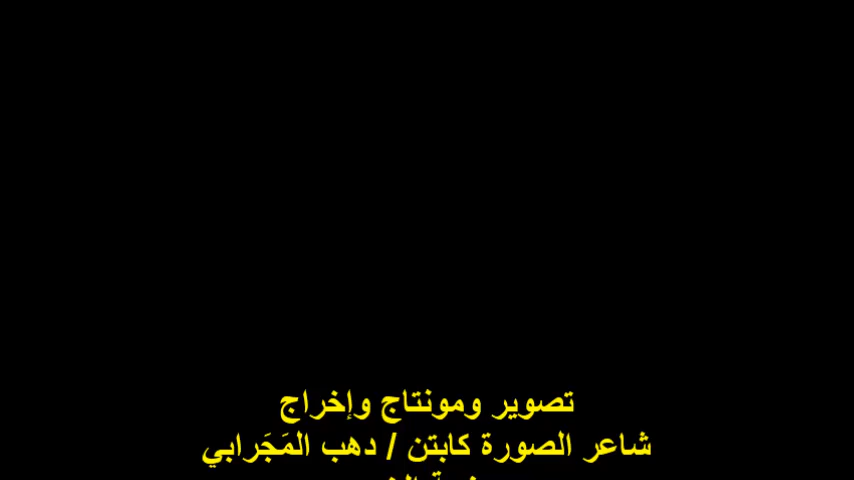 تصوير ومونتاج وإخراج
شاعر الصورة كابتن / دهب المَجَرابي